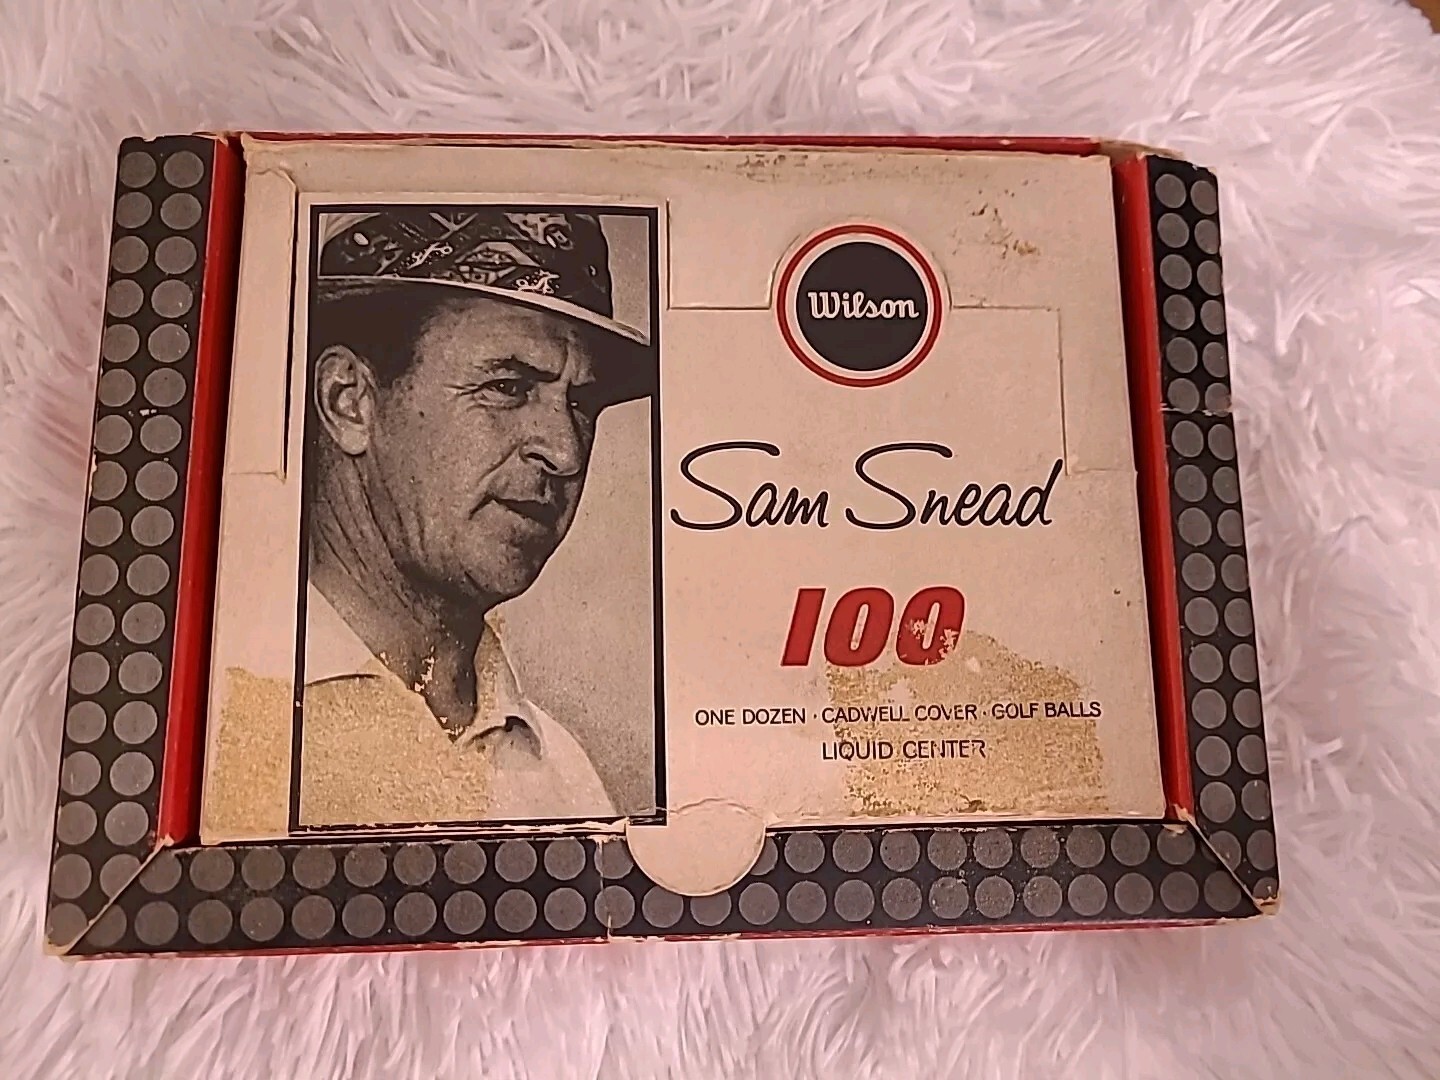 Wilson
Sam Snead
100
ONE DOZEN · CADWELL COVER · GOLF BALLS
LIQUID CENTER